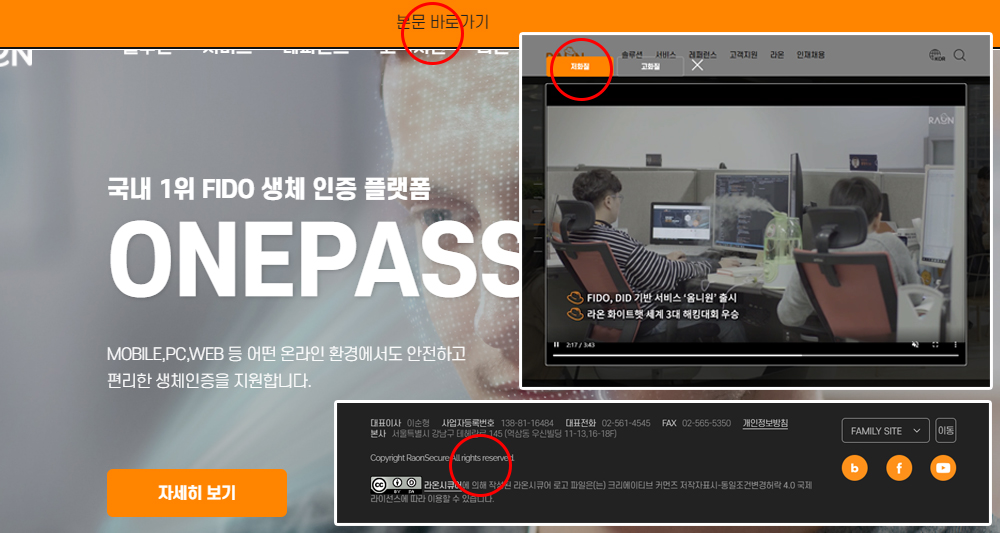 본문 바로가기
솔루션 서비스 레퍼런스
국내 1위 FIDO 생체 인증 플랫폼
ONEPASS
MOBILE,PC,WEB 등 어떤 온라인 환경에서도 안전하고
편리한 생체인증을 지원합니다.
자세히 보기
솔루션 서비스 레퍼런스 고객지원 라온 인재채용
KOR
저화질 고화질
RAON
FIDO, DID 기반 서비스 ‘옴니원’ 출시
라온 화이트햇 세계 3대 해킹대회 우승
2:17 / 3:43
대표이사 이순형 사업자등록번호 138-81-16484 대표전화 02-561-4545 FAX 02-565-5350 개인정보방침
본사 서울특별시 강남구 테헤란로 145 (역삼동 우신빌딩 11-13,16-18F)
FAMILY SITE 이동
Copyright RaonSecure All rights reserved.
b f
cc BY
라온시큐어에 의해 작성된 라온시큐어 로고 파일은(는) 크리에이티브 커먼즈 저작자표시-동일조건변경허락 4.0 국제
라이선스에 따라 이용할 수 있습니다.